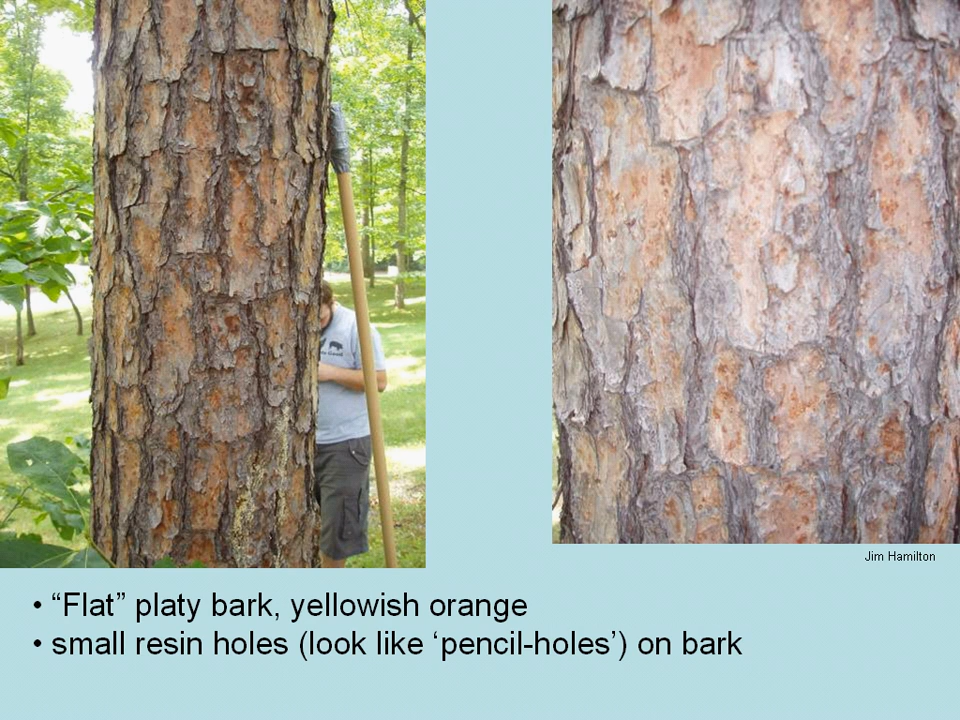 Jim Hamilton
• “Flat” platy bark, yellowish orange
• small resin holes (look like ‘pencil-holes’) on bark